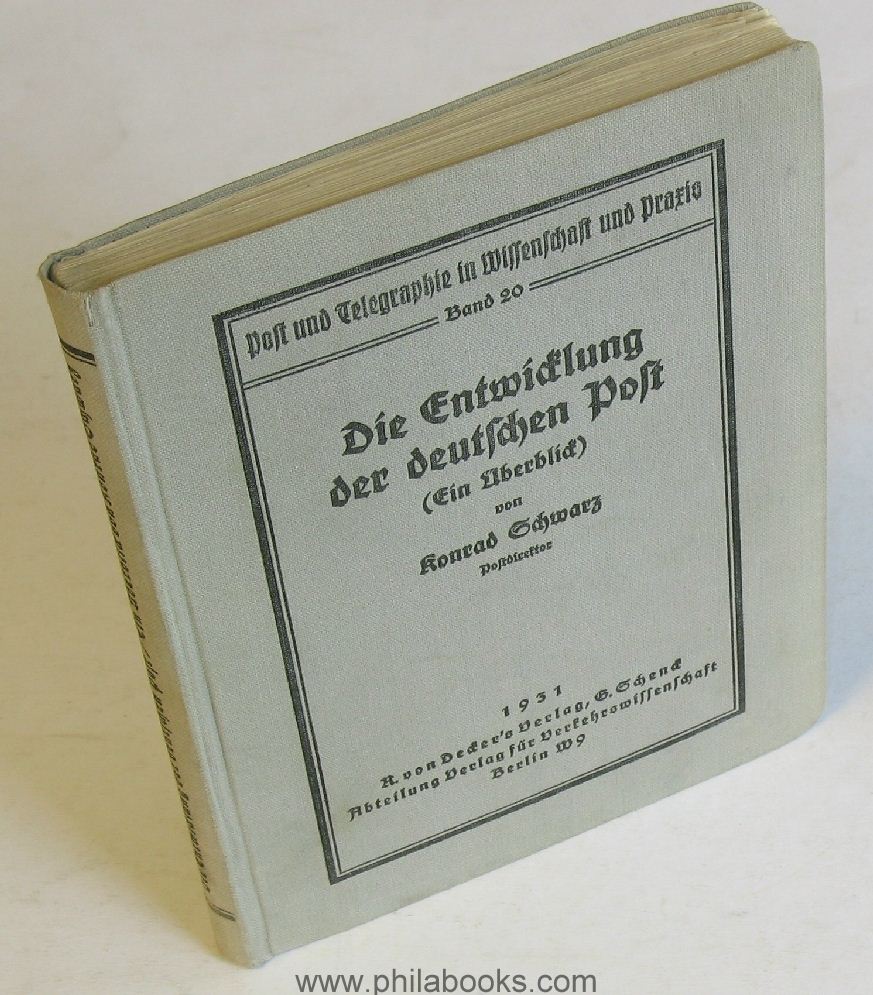 Post und Telegraphie in Wissenschaft und Praxis
Band 20
Die Entwicklung
der deutschen Post
(Ein Überblick)
von
Konrad Schwarz
Postdirektor
1931
R. von Decker's Verlag, G. Schenck
Abteilung Verlag für Verkehrswissenschaft
Berlin W 9
www.philabooks.com